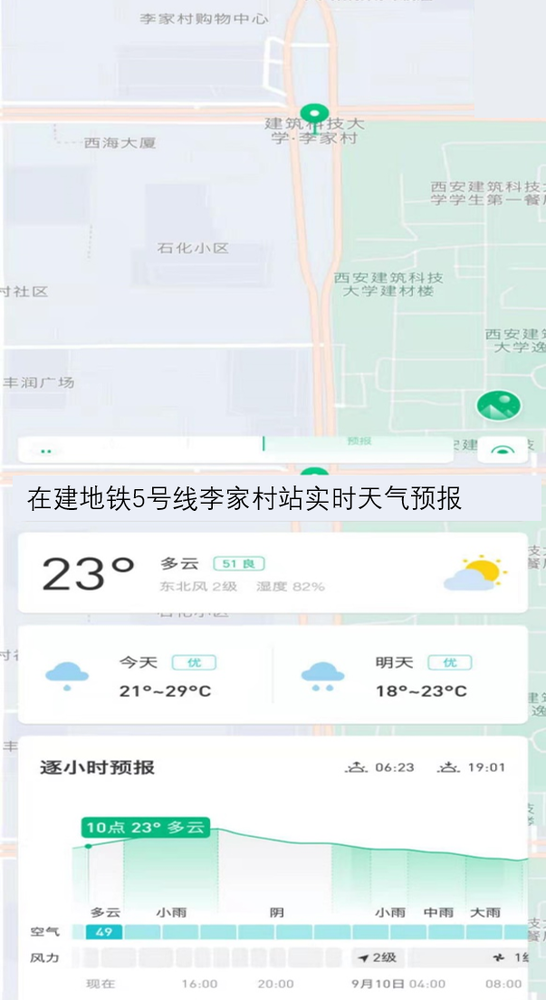 李家村购物中心
建筑科技大
学·李家村
西海大厦
西安建筑科技
学学生第一餐
石化小区
西安建筑科技
大学建材楼
村社区
西安建筑
大学逸
丰润广场
预报
在建地铁5号线李家村站实时天气预报
23° 多云 51 良
东北风 2级 湿度 82%
今天 优
21°~29°C
明天 优
18°~23°C
逐小时预报 06:23 19:01
10点 23° 多云
多云 小雨 阴 小雨 中雨 大雨
空气 49
风力 2级 1级
现在 16:00 20:00 9月10日 04:00 08:00